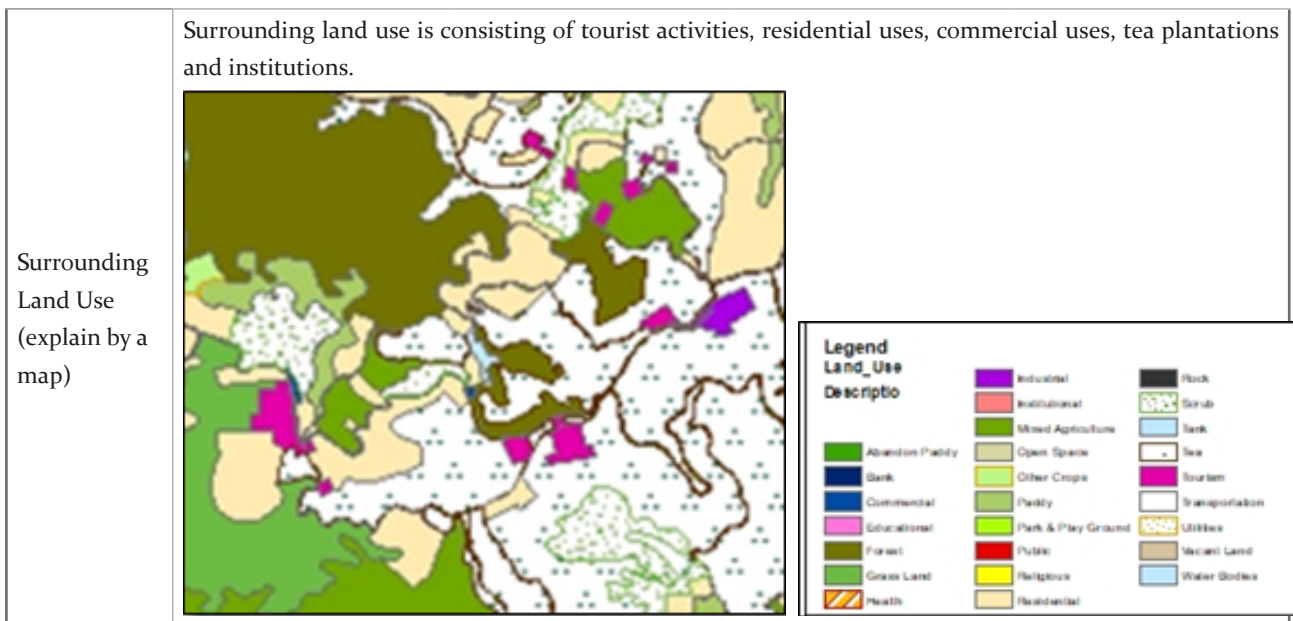 Surrounding land use is consisting of tourist activities, residential uses, commercial uses, tea plantations
and institutions.
Surrounding
Land Use
(explain by a
map)
Legend
Land_Use
Descriptio
Abandon Paddy
Bank
Commercial
Educational
Forest
Grass Land
Health
Industrial
Institutional
Mixed Agriculture
Open Space
Other Crops
Paddy
Park & Play Ground
Public
Religious
Residential
Rock
Scrub
Tank
Tea
Tourism
Transportation
Utilities
Vacant Land
Water Bodies